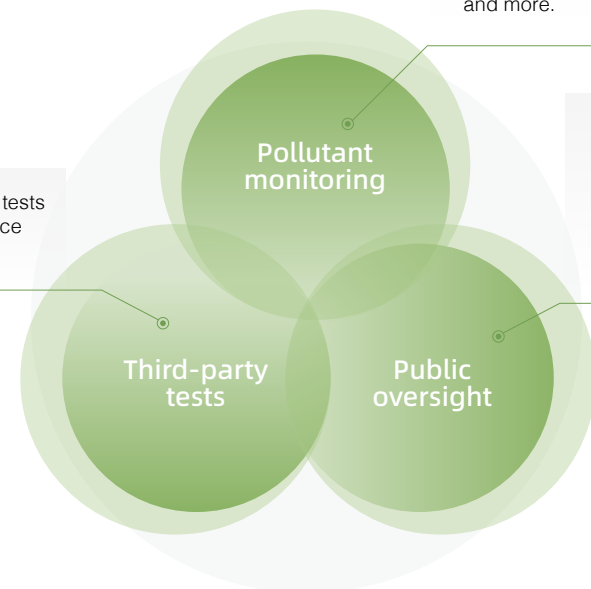 and more.
Pollutant
monitoring
tests
ce
Third-party
tests
Public
oversight